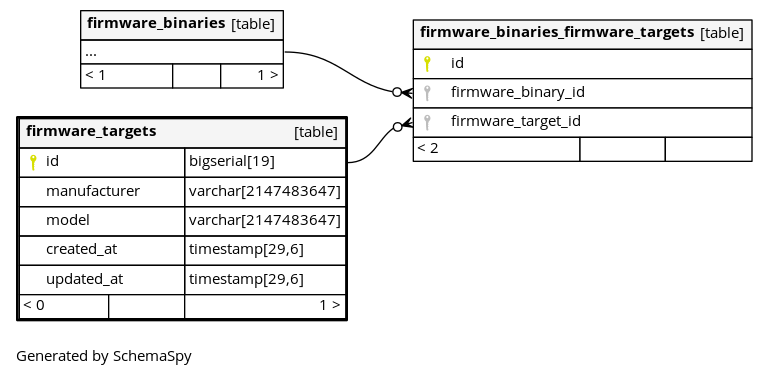 firmware_binaries [table]
...
< 1 1 >
firmware_binaries_firmware_targets [table]
id
firmware_binary_id
firmware_target_id
< 2
firmware_targets [table]
id bigserial[19]
manufacturer varchar[2147483647]
model varchar[2147483647]
created_at timestamp[29,6]
updated_at timestamp[29,6]
< 0 1 >
Generated by SchemaSpy